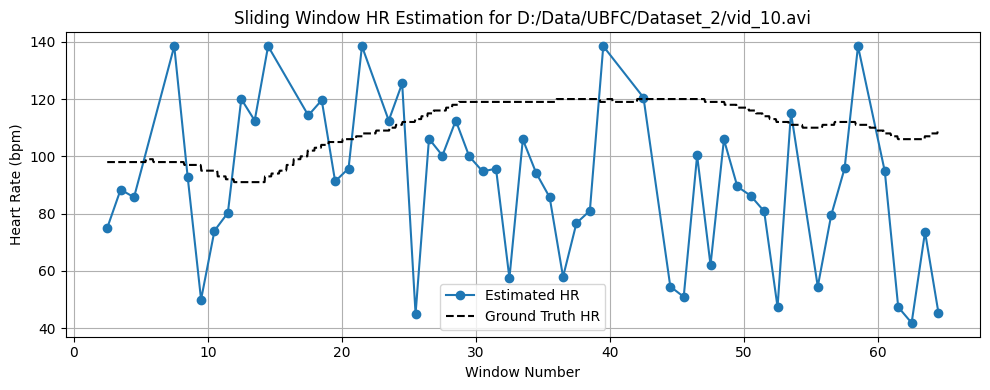 Sliding Window HR Estimation for D:/Data/UBFC/Dataset_2/vid_10.avi
Heart Rate (bpm)
140
120
100
80
60
40
Estimated HR
Ground Truth HR
0
10
20
30
40
50
60
Window Number